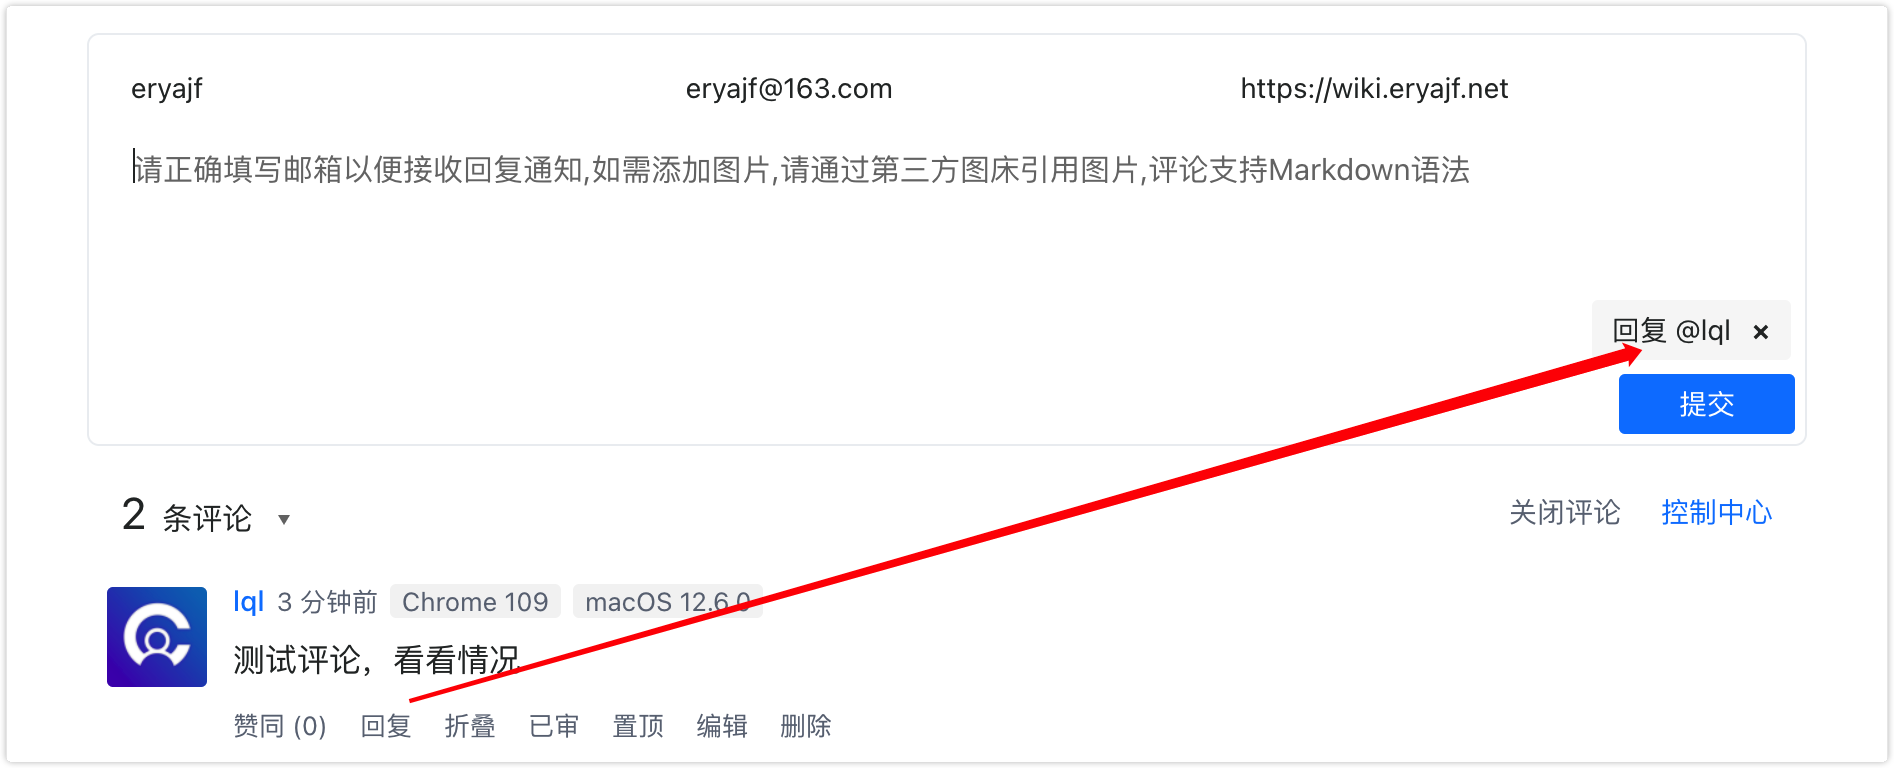 eryajf eryajf@163.com https://wiki.eryajf.net
请正确填写邮箱以便接收回复通知,如需添加图片,请通过第三方图床引用图片,评论支持Markdown语法
回复 @lql ×
提交
2 条评论 ▼ 关闭评论 控制中心
lql 3 分钟前 Chrome 109 macOS 12.6.0
测试评论，看看情况
赞同 (0) 回复 折叠 已审 置顶 编辑 删除